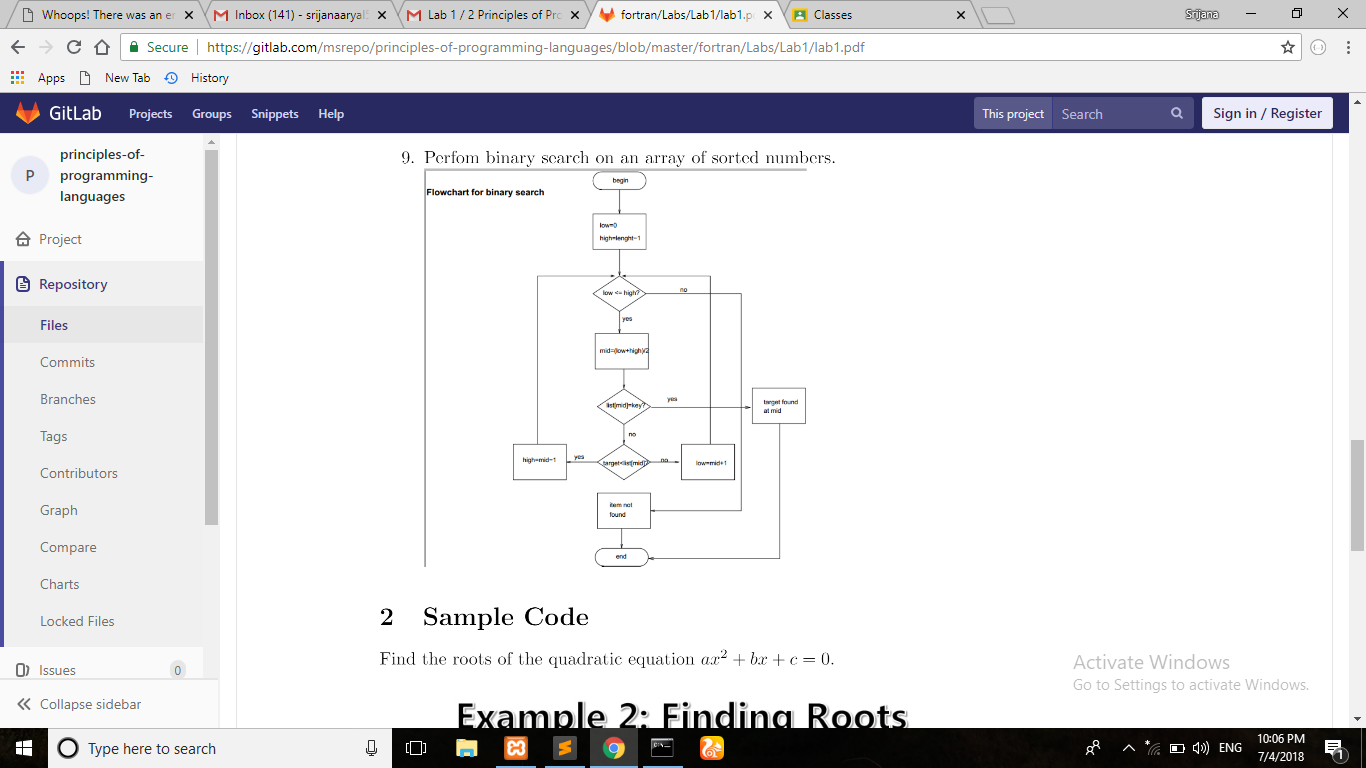 Whoops! There was an er
Inbox (141) - srijanaaryal5
Lab 1 / 2 Principles of Pro
fortran/Labs/Lab1/lab1.p
Classes
Srijana
Secure
https://gitlab.com/msrepo/principles-of-programming-languages/blob/master/fortran/Labs/Lab1/lab1.pdf
Apps
New Tab
History
GitLab
Projects
Groups
Snippets
Help
This project
Search
Sign in / Register
P
principles-of-
programming-
languages
Project
Repository
Files
Commits
Branches
Tags
Contributors
Graph
Compare
Charts
Locked Files
Issues
0
Collapse sidebar
9. Perfom binary search on an array of sorted numbers.
Flowchart for binary search
begin
low=0
high=lenght−1
low <= high?
no
yes
mid=(low+high)/2
list[mid]=key?
yes
target found
at mid
no
high=mid−1
yes
target<list[mid]?
no
low=mid+1
item not
found
end
2 Sample Code
Find the roots of the quadratic equation ax² + bx + c = 0.
Example 2: Finding Roots
Activate Windows
Go to Settings to activate Windows.
Type here to search
ENG
10:06 PM
7/4/2018
1